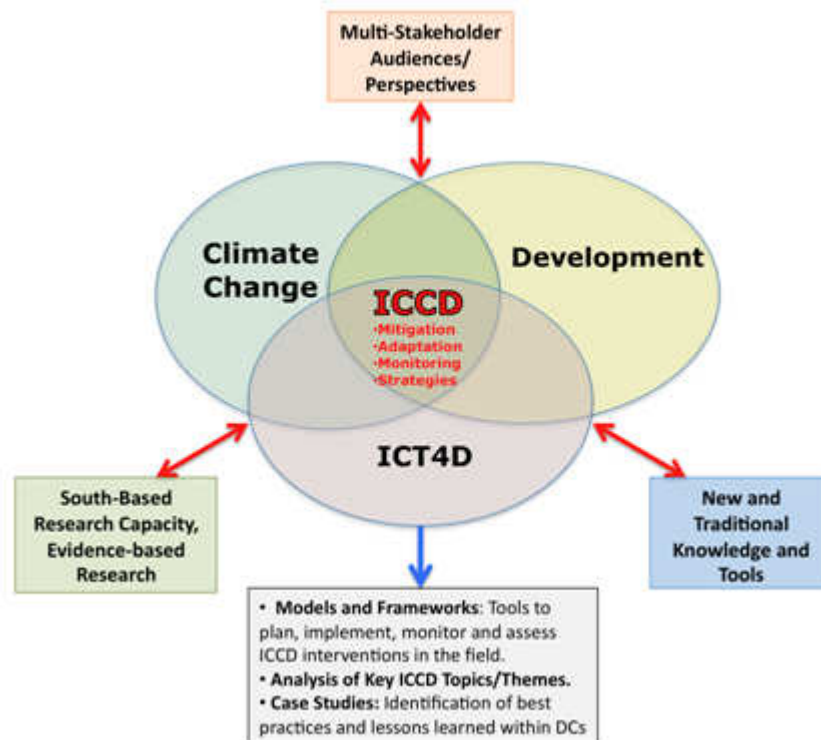 Multi-Stakeholder
Audiences/
Perspectives
Climate
Change
Development
ICCD
•Mitigation
•Adaptation
•Monitoring
•Strategies
ICT4D
South-Based
Research Capacity,
Evidence-based
Research
New and
Traditional
Knowledge and
Tools
• Models and Frameworks: Tools to
plan, implement, monitor and assess
ICCD interventions in the field.
• Analysis of Key ICCD Topics/Themes.
• Case Studies: Identification of best
practices and lessons learned within DCs